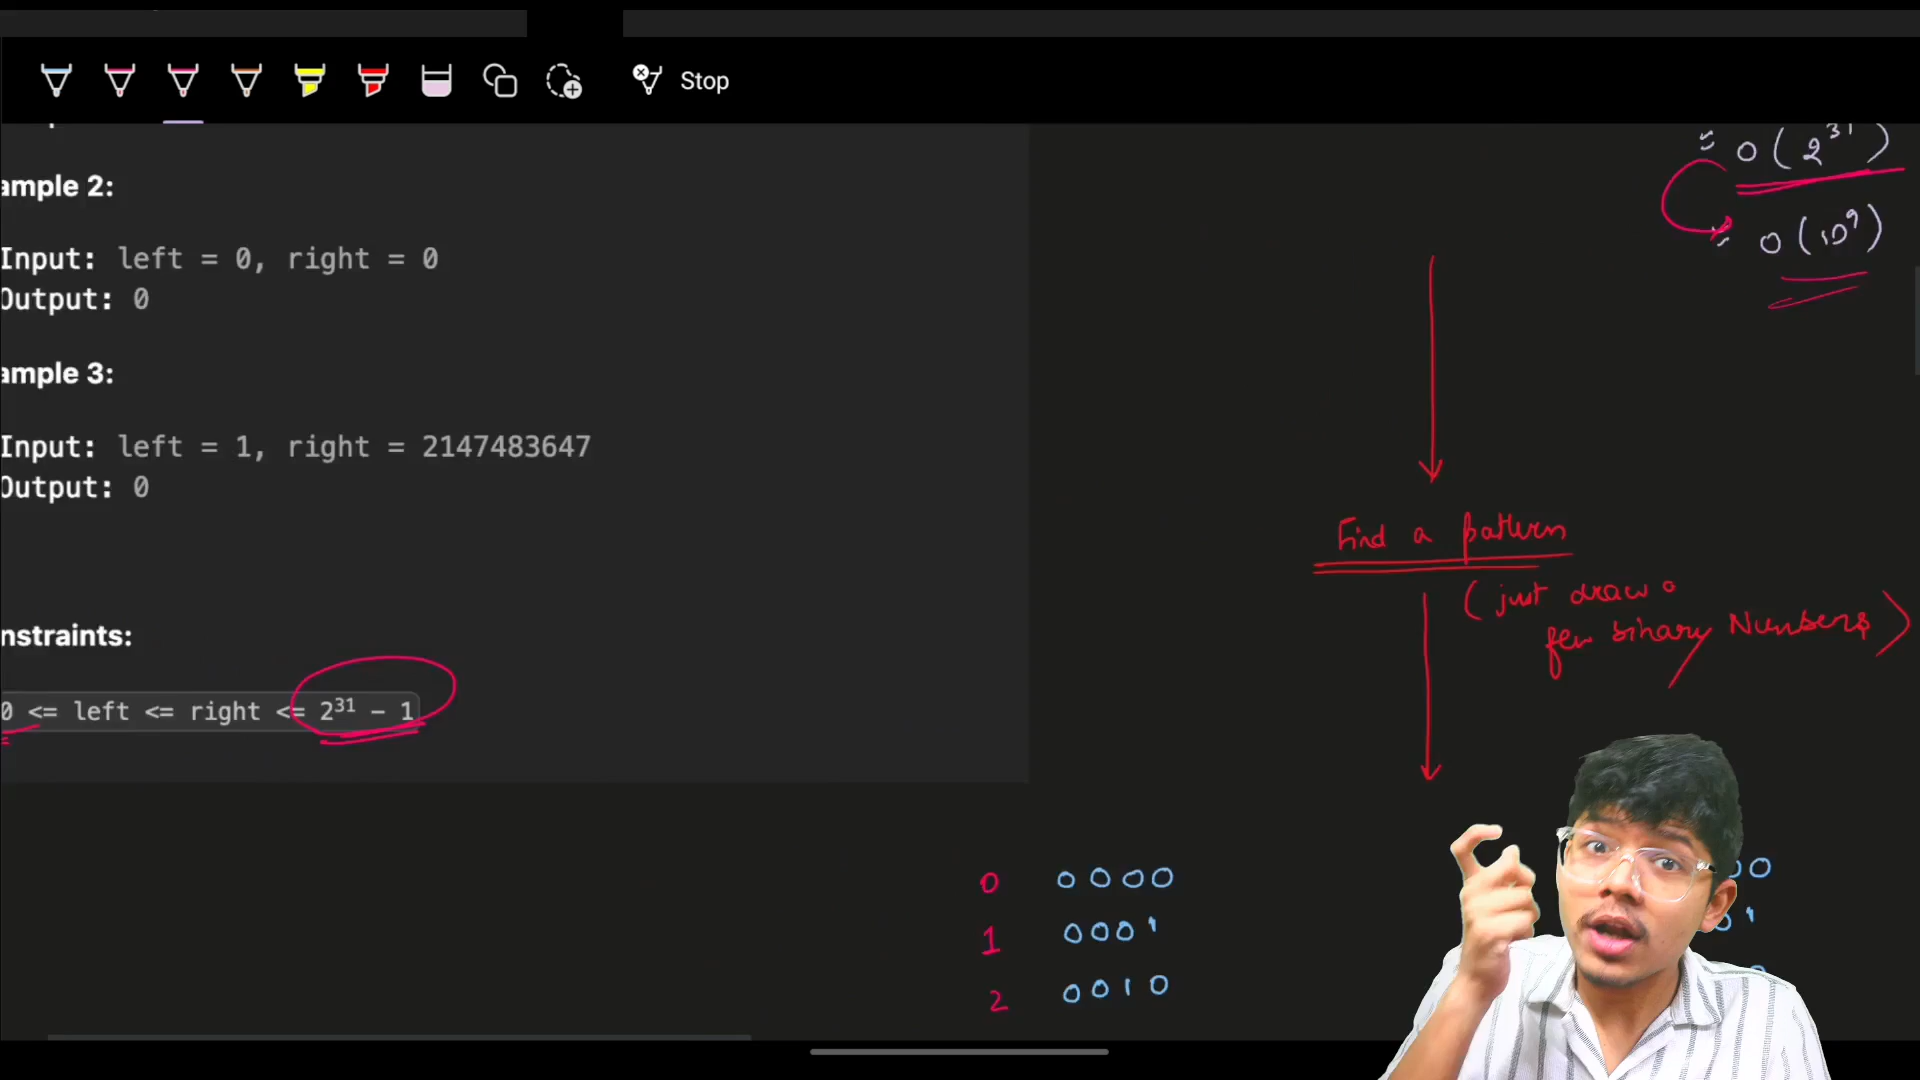 Stop
ample 2:
Input: left = 0, right = 0
Output: 0
ample 3:
Input: left = 1, right = 2147483647
Output: 0
nstraints:
0 <= left <= right <= 2³¹ - 1
≈ O(2³¹)
≈ O(10⁹)
Find a pattern
(just draw a
few binary Numbers)
0 0000
1 0001
2 0010